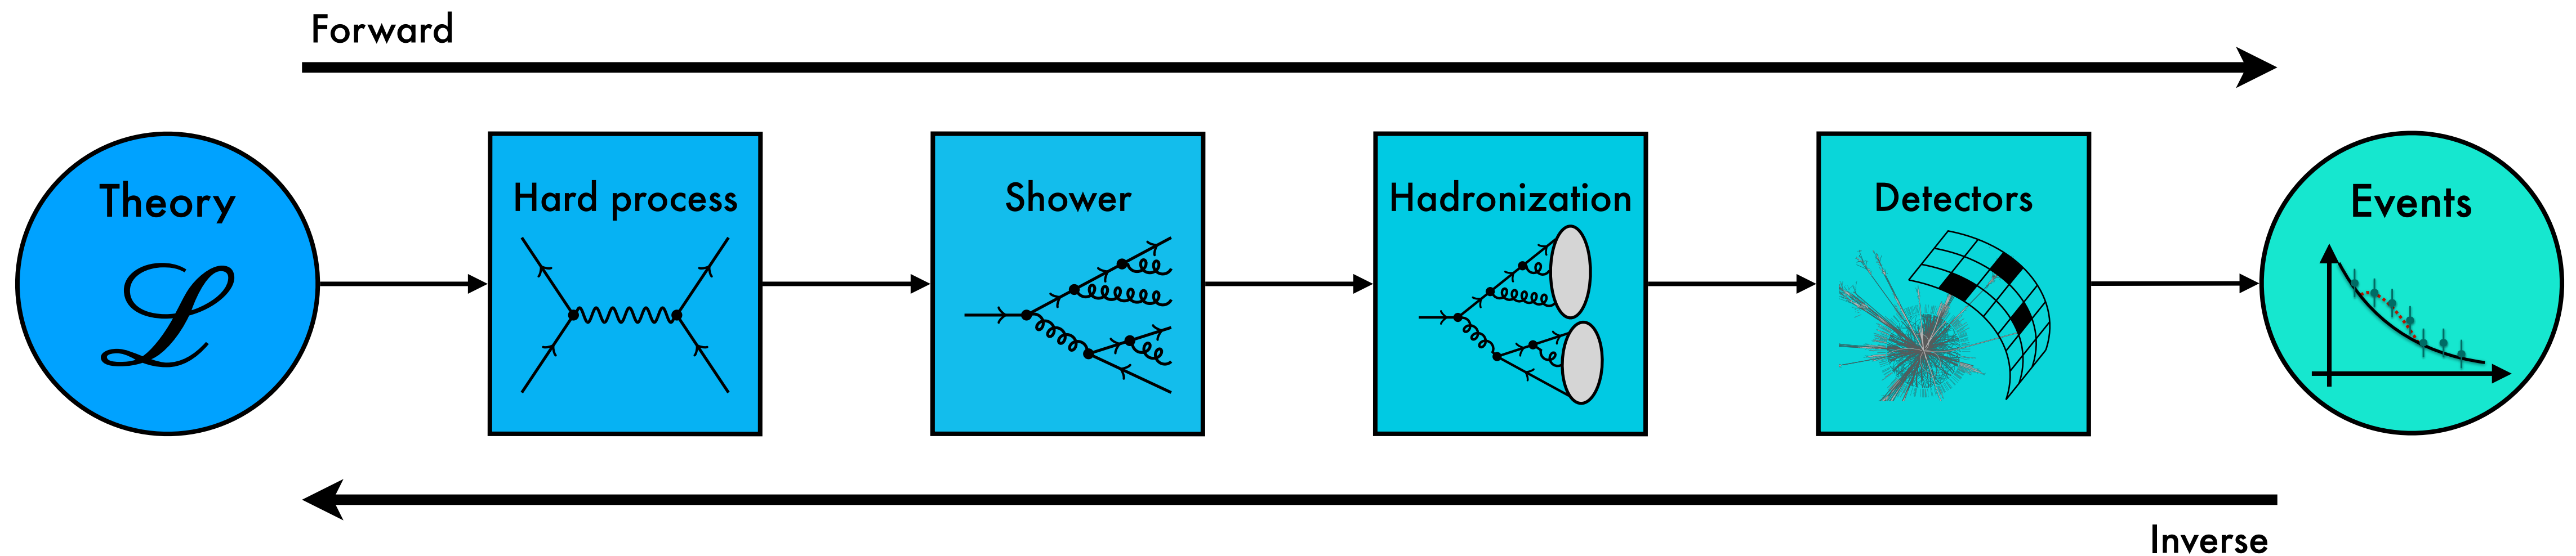 Forward
Theory
ℒ
Hard process
Shower
Hadronization
Detectors
Events
Inverse